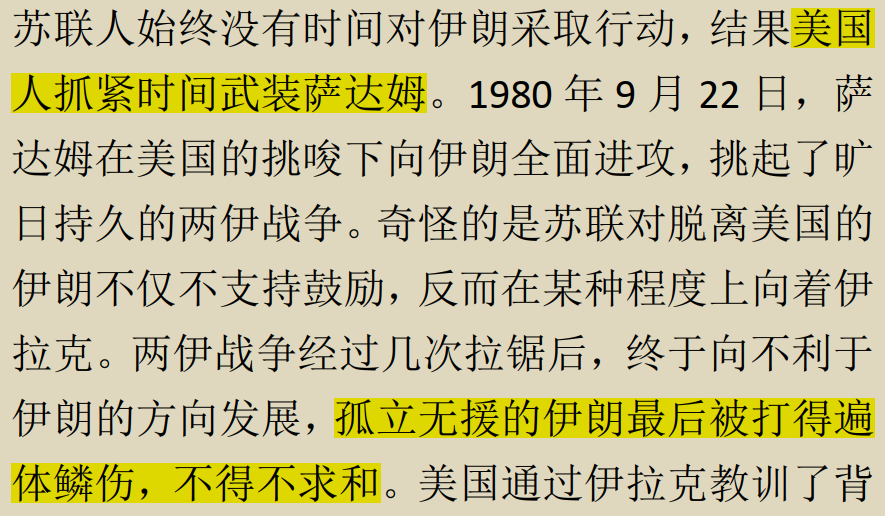 苏联人始终没有时间对伊朗采取行动，结果美国
人抓紧时间武装萨达姆。1980 年 9 月 22 日，萨
达姆在美国的挑唆下向伊朗全面进攻，挑起了旷
日持久的两伊战争。奇怪的是苏联对脱离美国的
伊朗不仅不支持鼓励，反而在某种程度上向着伊
拉克。两伊战争经过几次拉锯后，终于向不利于
伊朗的方向发展，孤立无援的伊朗最后被打得遍
体鳞伤，不得不求和。美国通过伊拉克教训了背